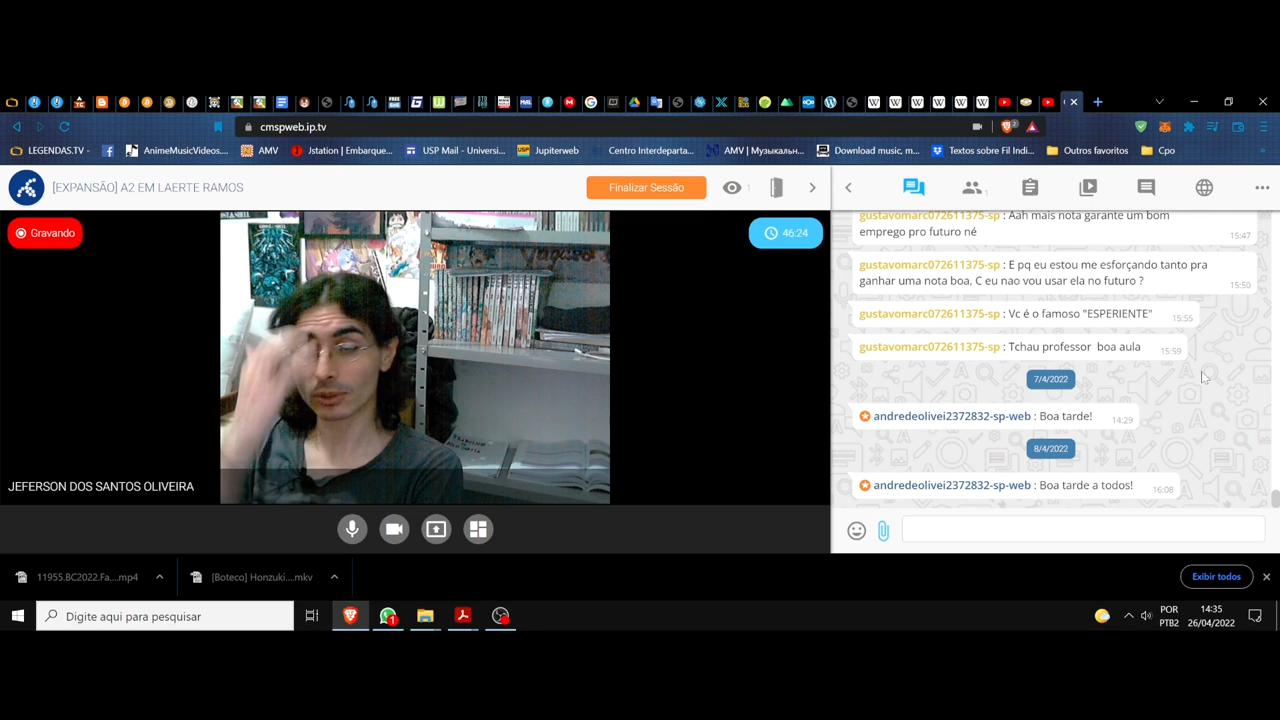 cmspweb.ip.tv
2
LEGENDAS.TV -
AnimeMusicVideos...
AMV
Jstation | Embarque...
USP Mail - Universi...
Jupiterweb
Centro Interdeparta...
AMV | Музыкальн...
Download music, m...
Textos sobre Fil Indi...
Outros favoritos
Cpo
[EXPANSÃO] A2 EM LAERTE RAMOS
Finalizar Sessão
1
1
Gravando
46:24
JEFERSON DOS SANTOS OLIVEIRA
gustavomarc072611375-sp : Aah mais nota garante um bom
emprego pro futuro né
15:47
gustavomarc072611375-sp : E pq eu estou me esforçando tanto pra
ganhar uma nota boa, C eu nao vou usar ela no futuro ?
15:50
gustavomarc072611375-sp : Vc é o famoso "ESPERIENTE"
15:55
gustavomarc072611375-sp : Tchau professor boa aula
15:59
7/4/2022
andredeolivei2372832-sp-web : Boa tarde!
14:29
8/4/2022
andredeolivei2372832-sp-web : Boa tarde a todos!
16:08
11955.BC2022.Fa....mp4
[Boteco] Honzuki....mkv
Exibir todos
Digite aqui para pesquisar
1
POR
PTB2
14:35
26/04/2022